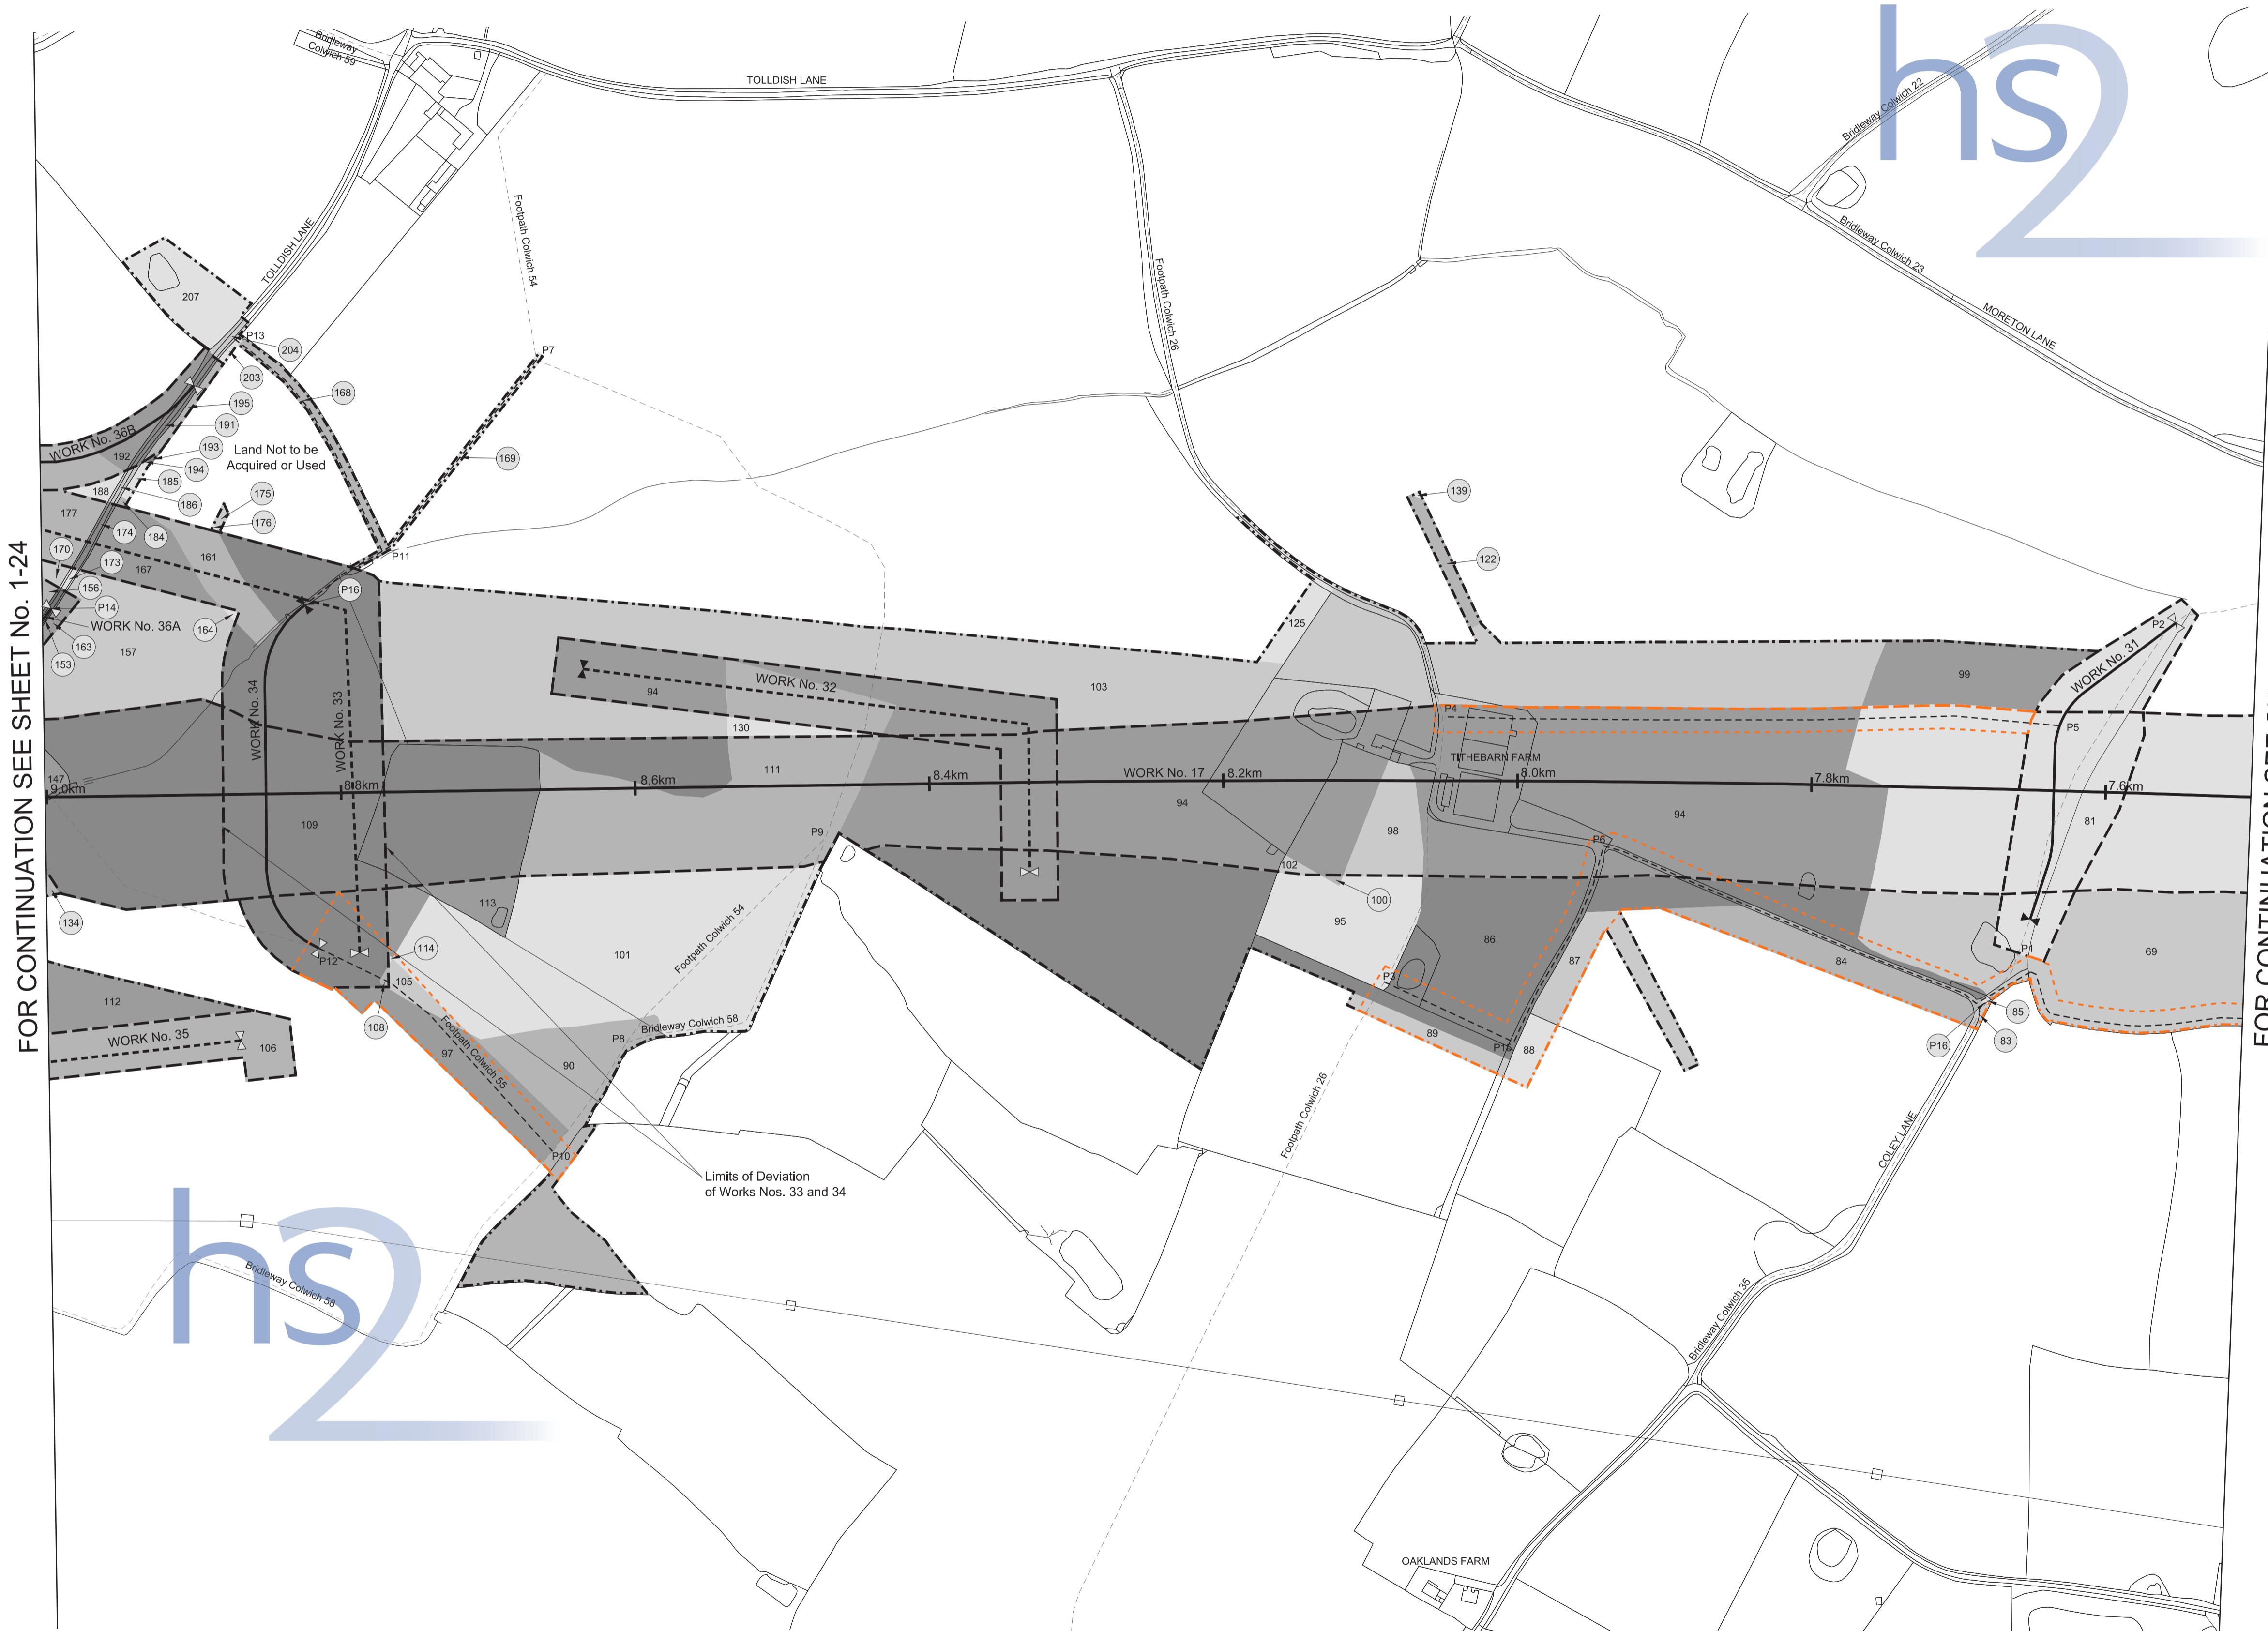 Bridleway
Colwich 59
TOLLDISH LANE
hs2
Bridleway Colwich 22
Bridleway Colwich 23
MORETON LANE
TOLLDISH LANE
Footpath Colwich 54
Footpath Colwich 26
207
P13
204
203
168
P7
195
191
193
194
185
186
WORK No. 36B
192
Land Not to be
Acquired or Used
169
188
175
176
177
174
184
139
170
173
161
167
P11
122
156
P14
P16
WORK No. 36A
164
163
153
157
125
P2
WORK No. 31
FOR CONTINUATION SEE SHEET No. 1-24
WORK No. 34
WORK No. 33
94
WORK No. 32
103
99
130
P4
P5
TITHEBARN FARM
147
9.0km
8.8km
8.6km
111
8.4km
WORK No. 17
8.2km
8.0km
7.8km
7.6km
94
94
81
109
P9
98
P6
102
100
134
113
114
101
Footpath Colwich 54
95
86
87
84
P1
69
P12
105
P3
112
108
WORK No. 35
106
97
Footpath Colwich 55
90
P8
Bridleway Colwich 58
89
P15
88
85
83
P16
P10
Limits of Deviation
of Works Nos. 33 and 34
Footpath Colwich 26
COLEY LANE
hs2
Bridleway Colwich 58
Bridleway Colwich 35
OAKLANDS FARM
FOR CONTINUATION SEE